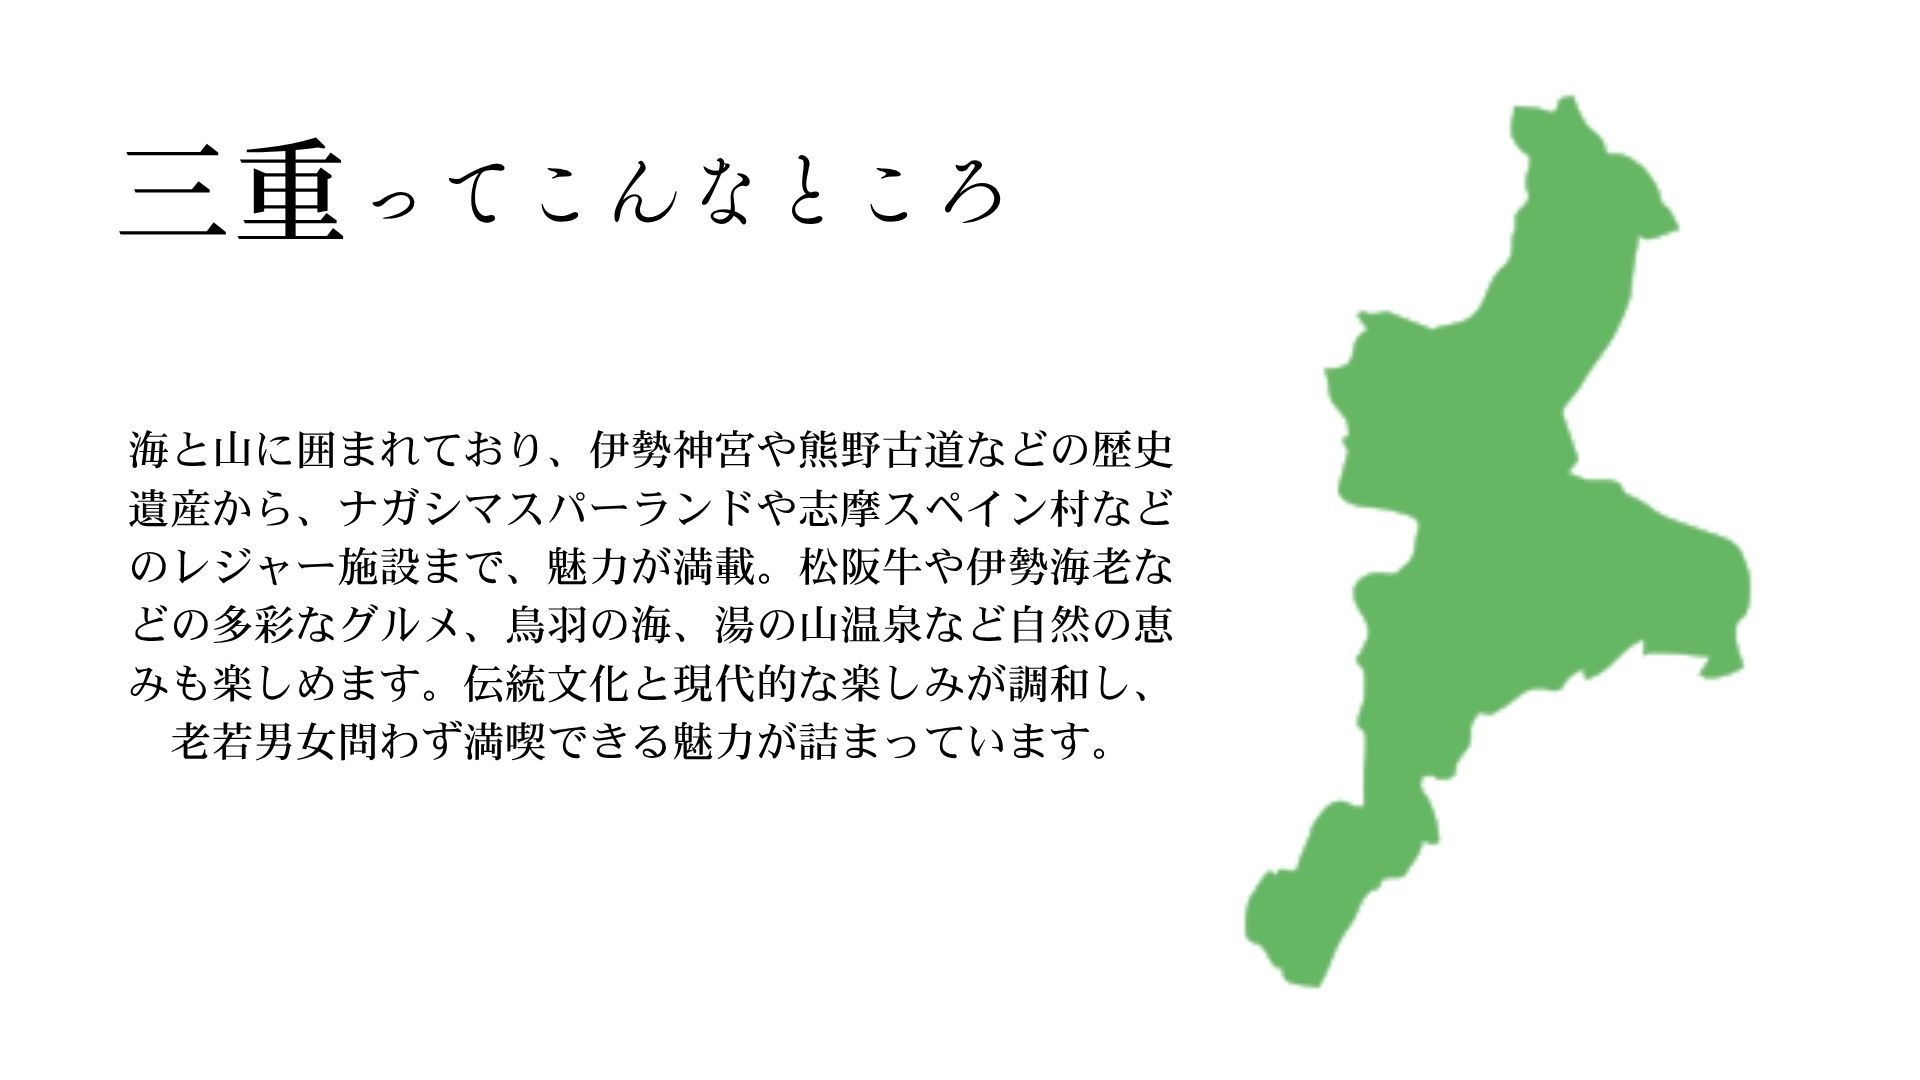 三重ってこんなところ
海と山に囲まれており、伊勢神宮や熊野古道などの歴史
遺産から、ナガシマスパーランドや志摩スペイン村など
のレジャー施設まで、魅力が満載。松阪牛や伊勢海老な
どの多彩なグルメ、鳥羽の海、湯の山温泉など自然の恵
みも楽しめます。伝統文化と現代的な楽しみが調和し、
老若男女問わず満喫できる魅力が詰まっています。